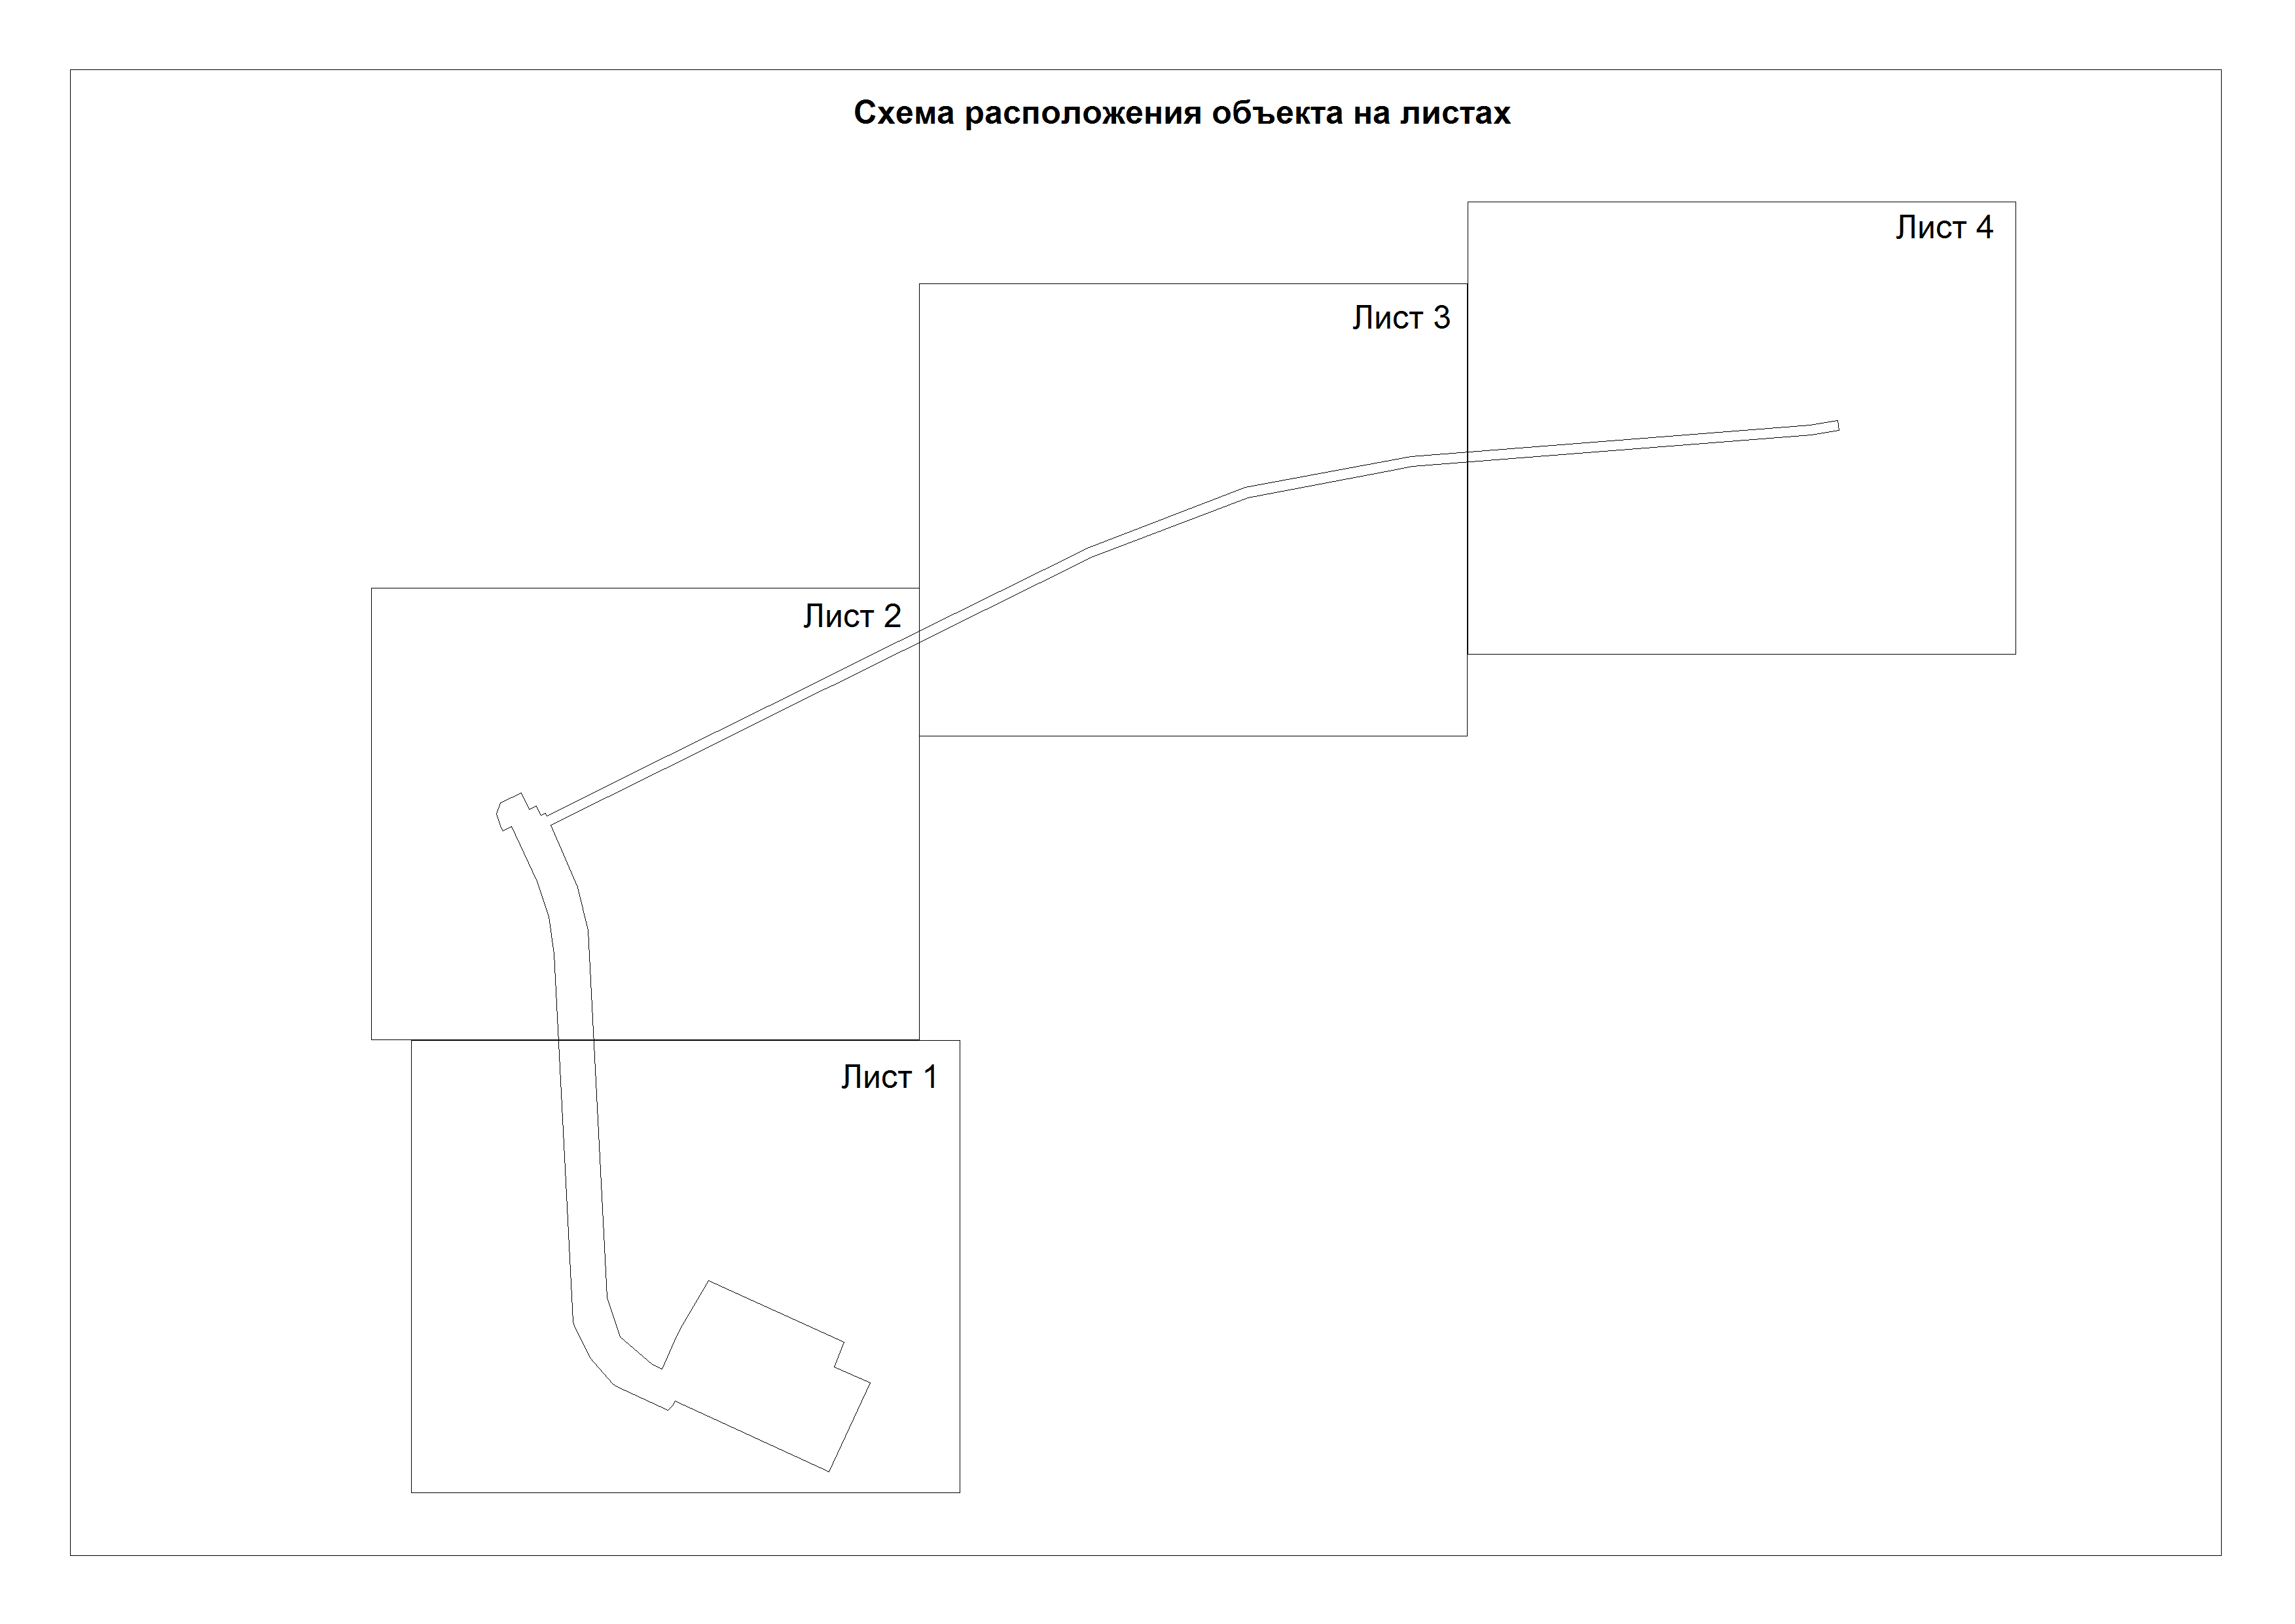 Схема расположения объекта на листах
Лист 4
Лист 3
Лист 2
Лист 1